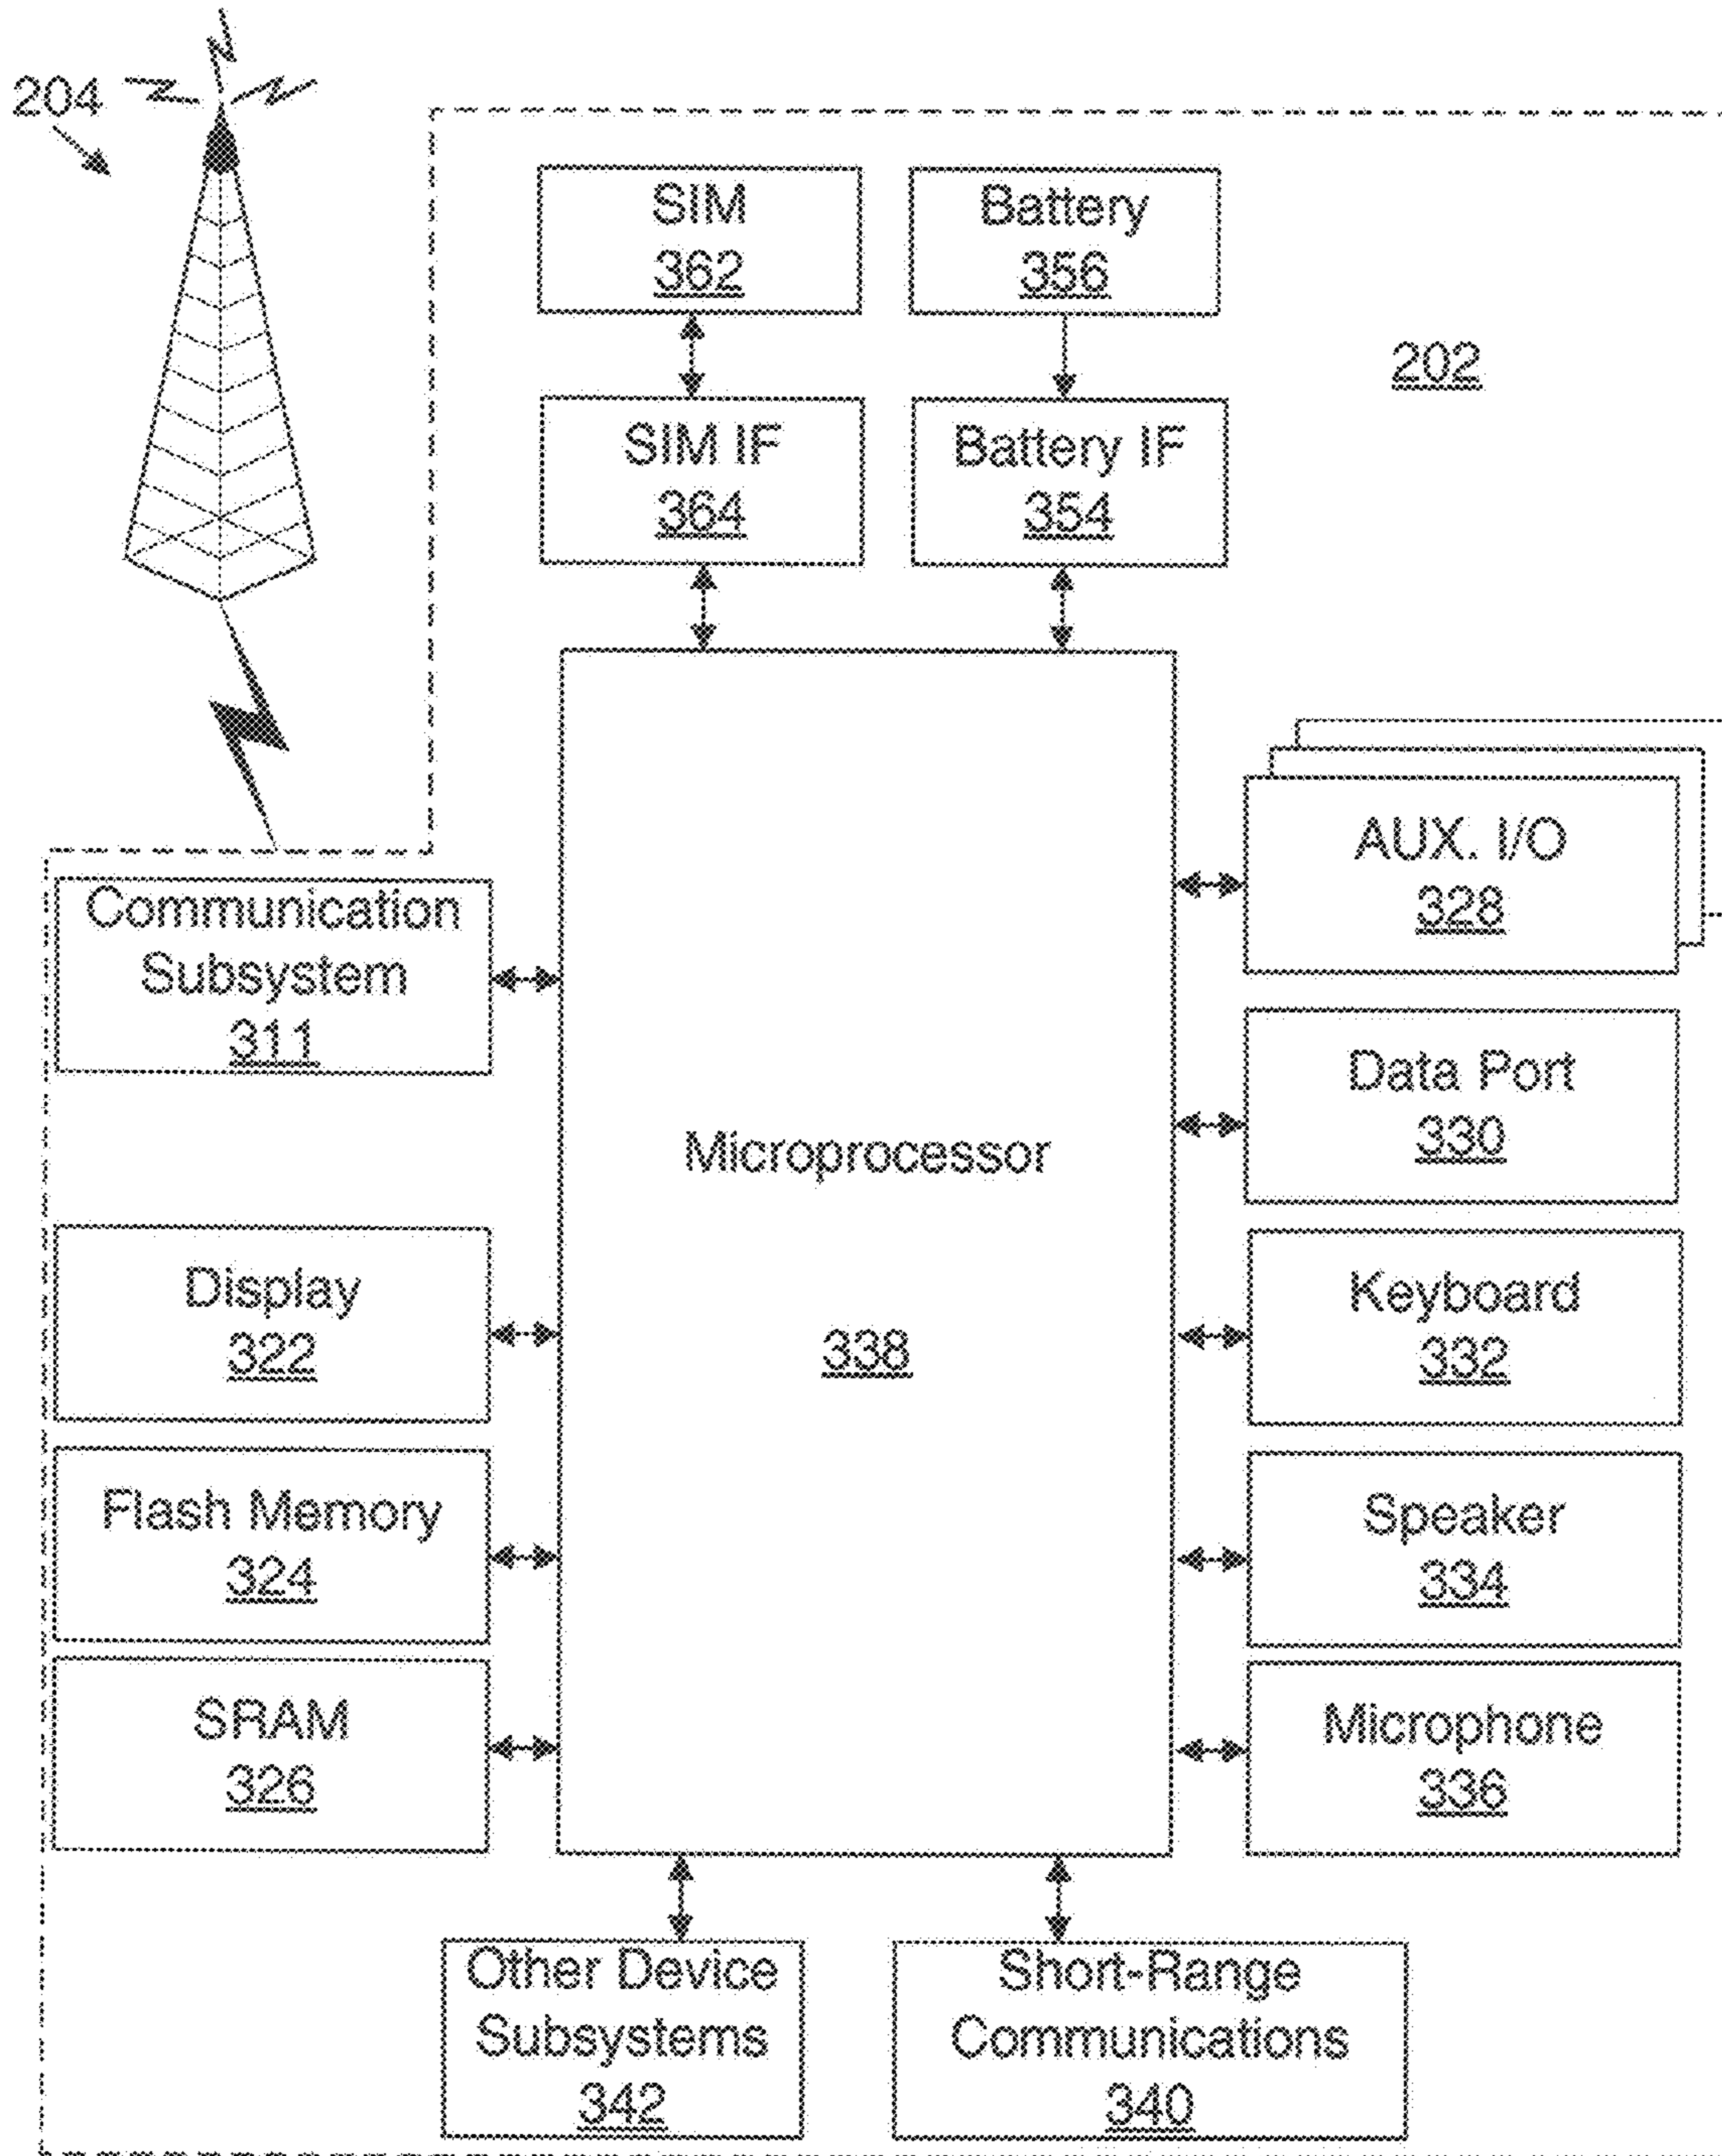 204
SIM
362
Battery
356
202
SIM IF
364
Battery IF
354
AUX. I/O
328
Communication
Subsystem
311
Data Port
330
Microprocessor
338
Display
322
Keyboard
332
Flash Memory
324
Speaker
334
SRAM
326
Microphone
336
Other Device
Subsystems
342
Short-Range
Communications
340